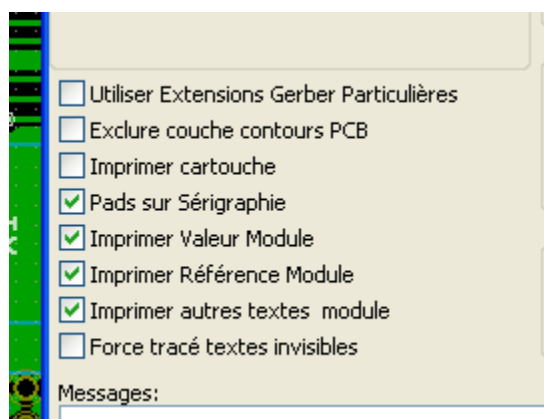 Utiliser Extensions Gerber Particulières
Exclure couche contours PCB
Imprimer cartouche
Pads sur Sérigraphie
Imprimer Valeur Module
Imprimer Référence Module
Imprimer autres textes module
Force tracé textes invisibles
Messages: